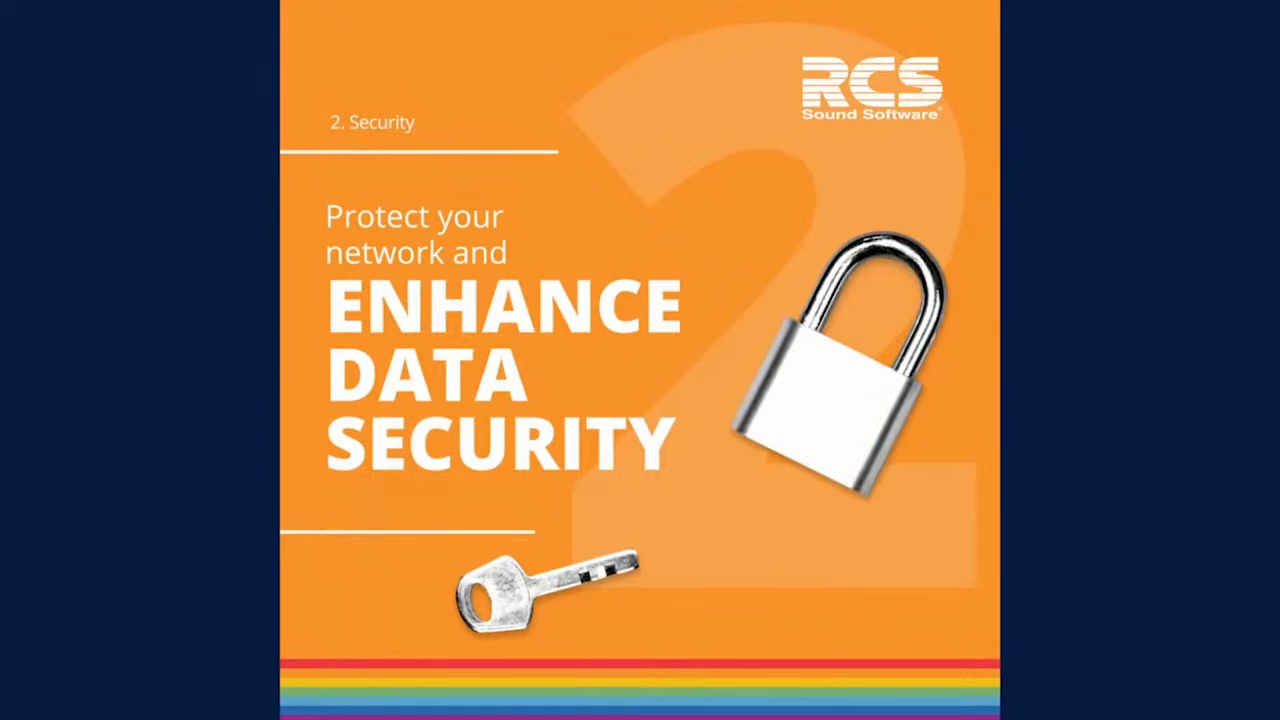 RCS
Sound Software®
2. Security
Protect your
network and
ENHANCE
DATA
SECURITY